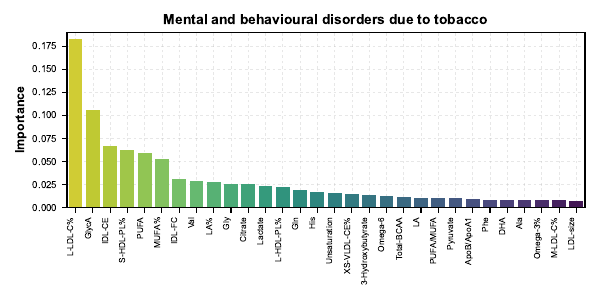 Mental and behavioural disorders due to tobacco
Importance
0.175
0.150
0.125
0.100
0.075
0.050
0.025
0.000
L-LDL-C%
GlycA
IDL-CE
S-HDL-PL%
PUFA
MUFA%
IDL-FC
Val
LA%
Gly
Citrate
Lactate
L-HDL-PL%
Gln
His
Unsaturation
XS-VLDL-CE%
3-Hydroxybutyrate
Omega-6
Total-BCAA
LA
PUFA/MUFA
Pyruvate
ApoB/ApoA1
Phe
DHA
Ala
Omega-3%
M-LDL-C%
LDL-size